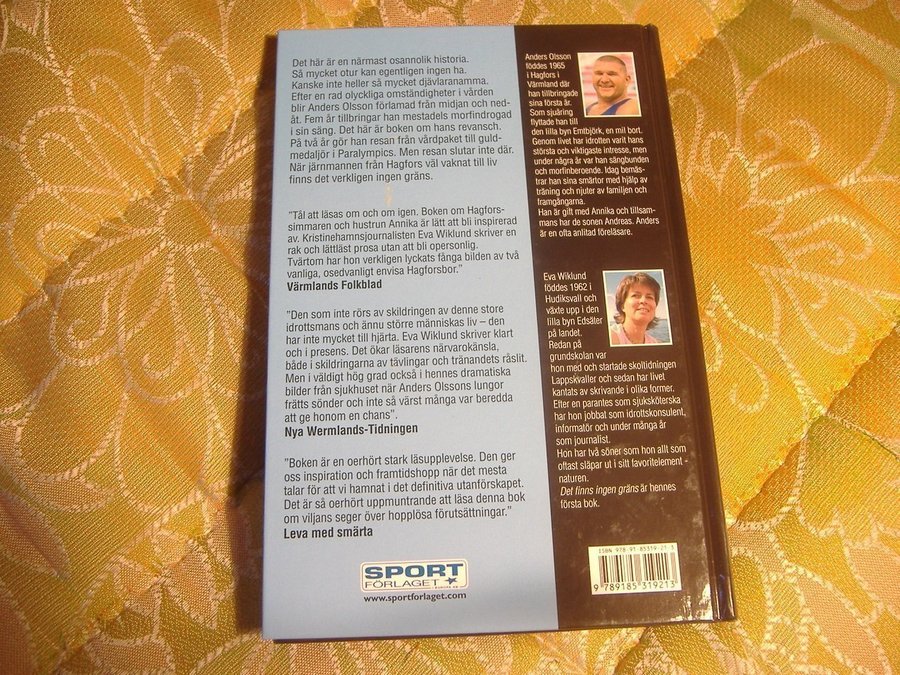 Det här är en närmast osannolik historia.
Så mycket otur kan egentligen ingen ha.
Kanske inte heller så mycket djävlaranamma.
Efter en rad olyckliga omständigheter i vården
blir Anders Olsson förlamad från midjan och ned-
åt. Fem år tillbringar han mestadels morfindrogad
i sin säng. Det här är boken om hans revansch.
På två år gör han resan från vårdpaket till guld-
medaljör i Paralympics. Men resan slutar inte där.
När järnmannen från Hagfors väl vaknat till liv
finns det verkligen ingen gräns.
"Tål att läsas om och om igen. Boken om Hagfors-
simmaren och hustrun Annika är lätt att bli inspirerad
av. Kristinehamnsjournalisten Eva Wiklund skriver en
rak och lättläst prosa utan att bli opersonlig.
Tvärtom har hon verkligen lyckats fånga bilden av två
vanliga, osedvanligt envisa Hagforsbor."
Värmlands Folkblad
"Den som inte rörs av skildringen av denne store
idrottsmans och ännu större människas liv – den
har inte mycket till hjärta. Eva Wiklund skriver klart
och i presens. Det ökar läsarens närvarokänsla,
både i skildringarna av tävlingar och tränandets råslit.
Men i väldigt hög grad också i hennes dramatiska
bilder från sjukhuset när Anders Olssons lungor
frätts sönder och inte så värst många var beredda
att ge honom en chans".
Nya Wermlands-Tidningen
"Boken är en oerhört stark läsupplevelse. Den ger
oss inspiration och framtidshopp när det mesta
talar för att vi hamnat i det definitiva utanförskapet.
Det är så oerhört uppmuntrande att läsa denna bok
om viljans seger över hopplösa förutsättningar."
Leva med smärta
SPORT
FÖRLAGET
www.sportforlaget.com
Anders Olsson
föddes 1965
i Hagfors i
Värmland där
han tillbringade
sina första år.
Som sjuåring
flyttade han till
den lilla byn Emtbjörk, en mil bort.
Genom livet har idrotten varit hans
största och viktigaste intresse, men
under några år var han sängbunden
och morfinberoende. Idag bemäs-
trar han sina smärtor med hjälp av
träning och njuter av familjen och
framgångarna.
Han är gift med Annika och tillsam-
mans har de sonen Andreas. Anders
är en ofta anlitad föreläsare.
Eva Wiklund
föddes 1962 i
Hudiksvall och
växte upp i den
lilla byn Edsäter
på landet.
Redan på
grundskolan var
hon med och startade skoltidningen
Lappskvaller och sedan har livet
kantats av skrivande i olika former.
Efter en parantes som sjuksköterska
har hon jobbat som idrottskonsulent,
informatör och under många år
som journalist.
Hon har två söner som hon allt som
oftast släpar ut i sitt favoritelement -
naturen.
Det finns ingen gräns är hennes
första bok.
ISBN 978-91-85319-21-3
9 789185 319213